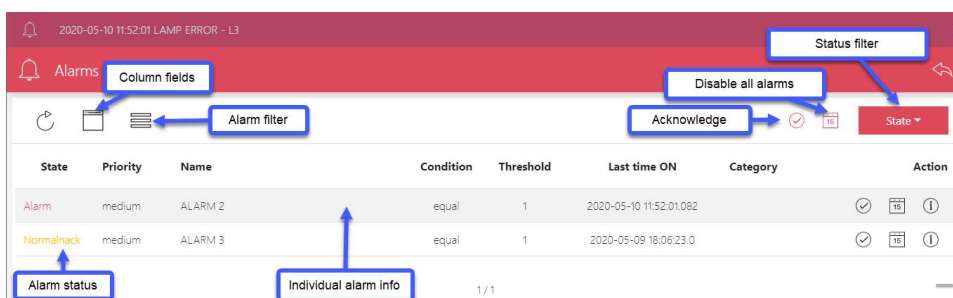 2020-05-10 11:52:01 LAMP ERROR - L3
Status filter
Alarms
Column fields
Disable all alarms
Alarm filter
Acknowledge
15
State
State Priority Name Condition Threshold Last time ON Category Action
Alarm medium ALARM 2 equal 1 2020-05-10 11:52:01.082 15
Normalnack medium ALARM 3 equal 1 2020-05-09 18:06:23.0 15
Alarm status
Individual alarm info
1 / 1